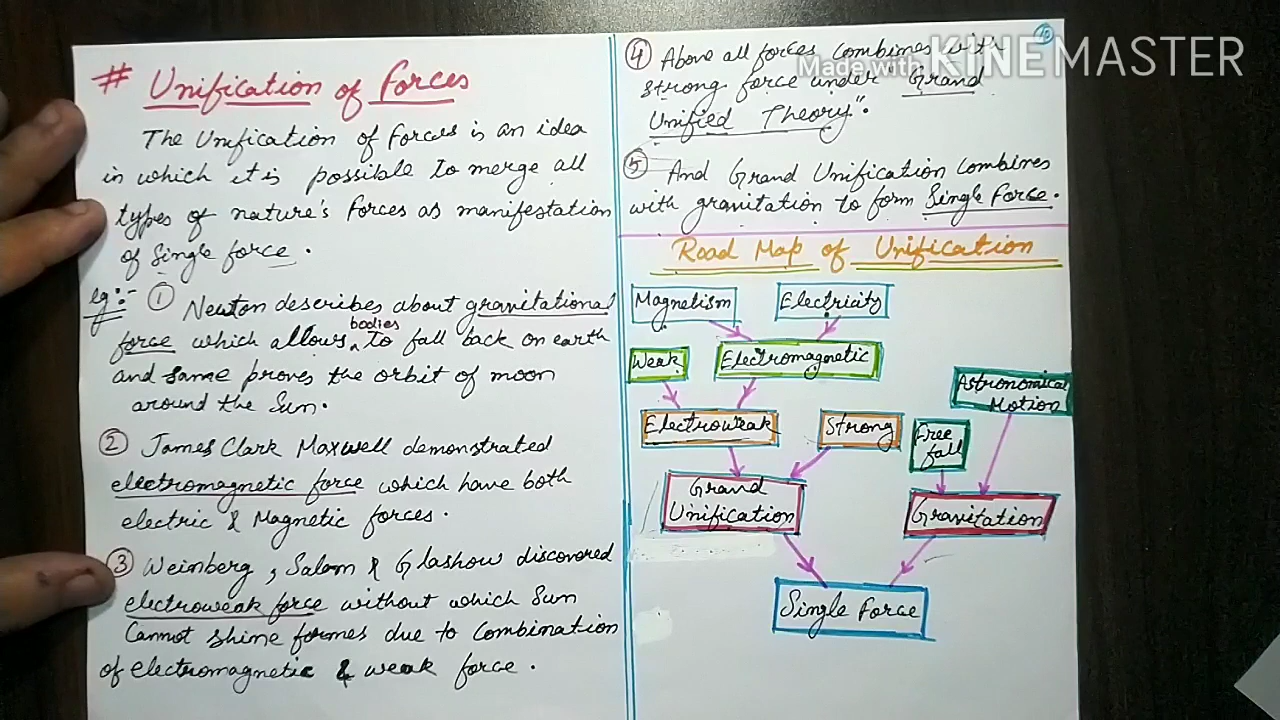 # Unification of Forces
The Unification of Forces is an idea
in which it is possible to merge all
types of nature's Forces as manifestation
of Single force.
eg:- ① Newton describes about gravitational
bodies
force which allows ^ to fall back on earth
and same proves the orbit of moon
around the Sun.
② James Clark Maxwell demonstrated
electromagnetic force which have both
electric & Magnetic forces.
③ Weinberg, Salam & Glashow discovered
electroweak force without which Sun
Cannot shine formes due to Combination
of electromagnetic & weak force.
10
④ Above all forces Combines with
strong force under "Grand
Unified Theory".
⑤ And Grand Unification Combines
with gravitation to form Single Force.
Road Map of Unification
Magnetism Electricity
Weak Electromagnetic
Astronomical
Motion
Electroweak Strong
Free
fall
Grand
Unification
Gravitation
Single Force
Made with KINEMASTER